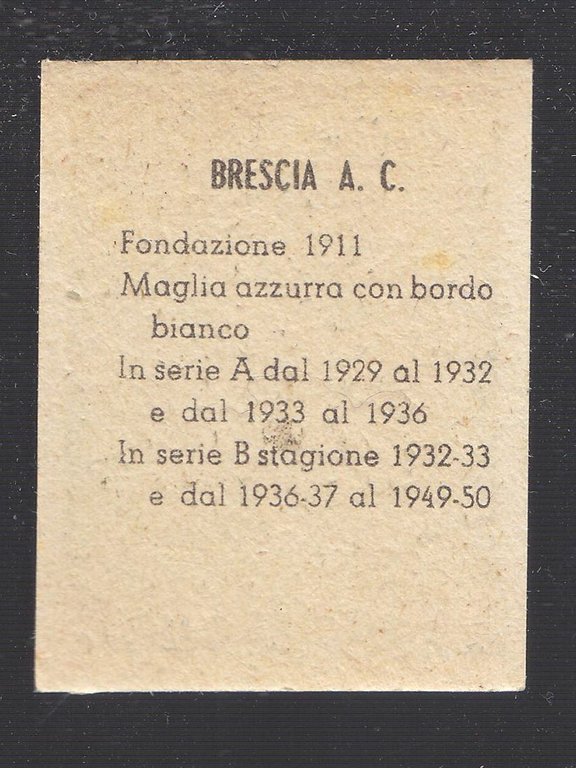 BRESCIA A. C.
Fondazione 1911
Maglia azzurra con bordo
bianco
In serie A dal 1929 al 1932
e dal 1933 al 1936
In serie B stagione 1932-33
e dal 1936-37 al 1949-50